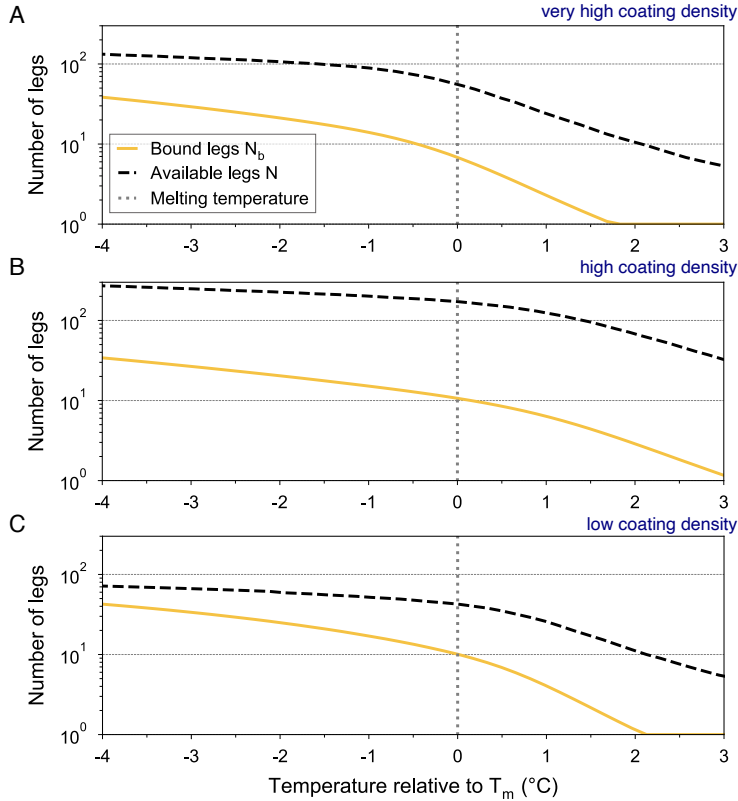 A
very high coating density
Number of legs
10²
10¹
10⁰
Bound legs N_b
Available legs N
Melting temperature
-4 -3 -2 -1 0 1 2 3
B
high coating density
Number of legs
10²
10¹
10⁰
-4 -3 -2 -1 0 1 2 3
C
low coating density
Number of legs
10²
10¹
10⁰
-4 -3 -2 -1 0 1 2 3
Temperature relative to T_m (°C)